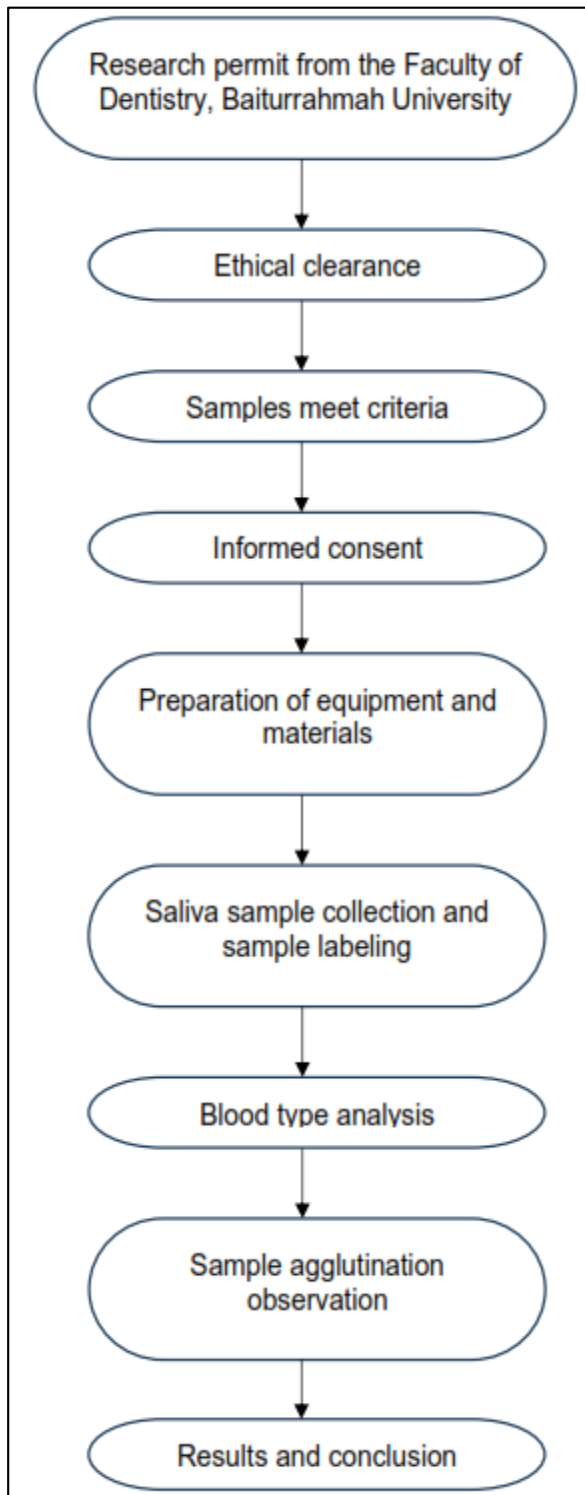 Research permit from the Faculty of
Dentistry, Baiturrahmah University
Ethical clearance
Samples meet criteria
Informed consent
Preparation of equipment and
materials
Saliva sample collection and
sample labeling
Blood type analysis
Sample agglutination
observation
Results and conclusion